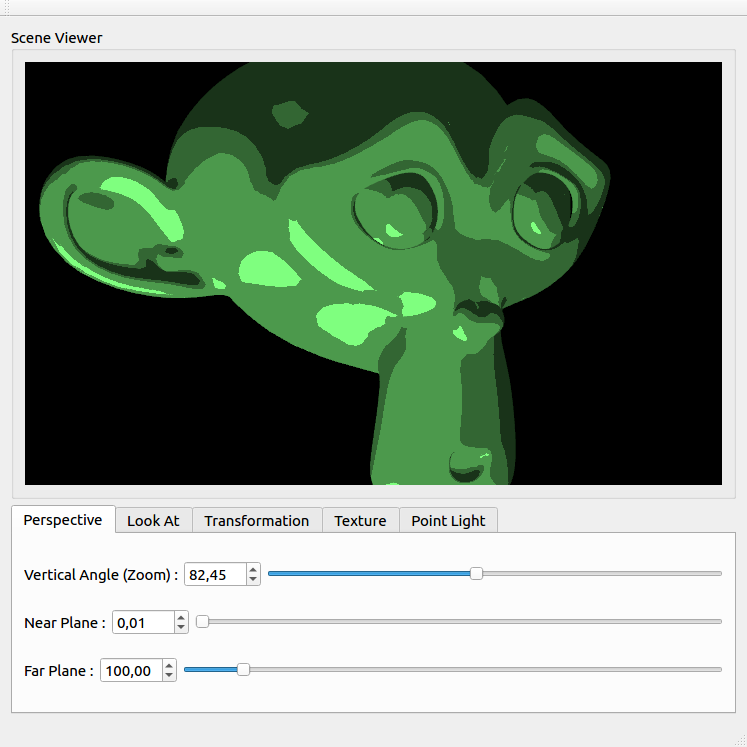 Scene Viewer
Perspective Look At Transformation Texture Point Light
Vertical Angle (Zoom) : 82,45
Near Plane : 0,01
Far Plane : 100,00